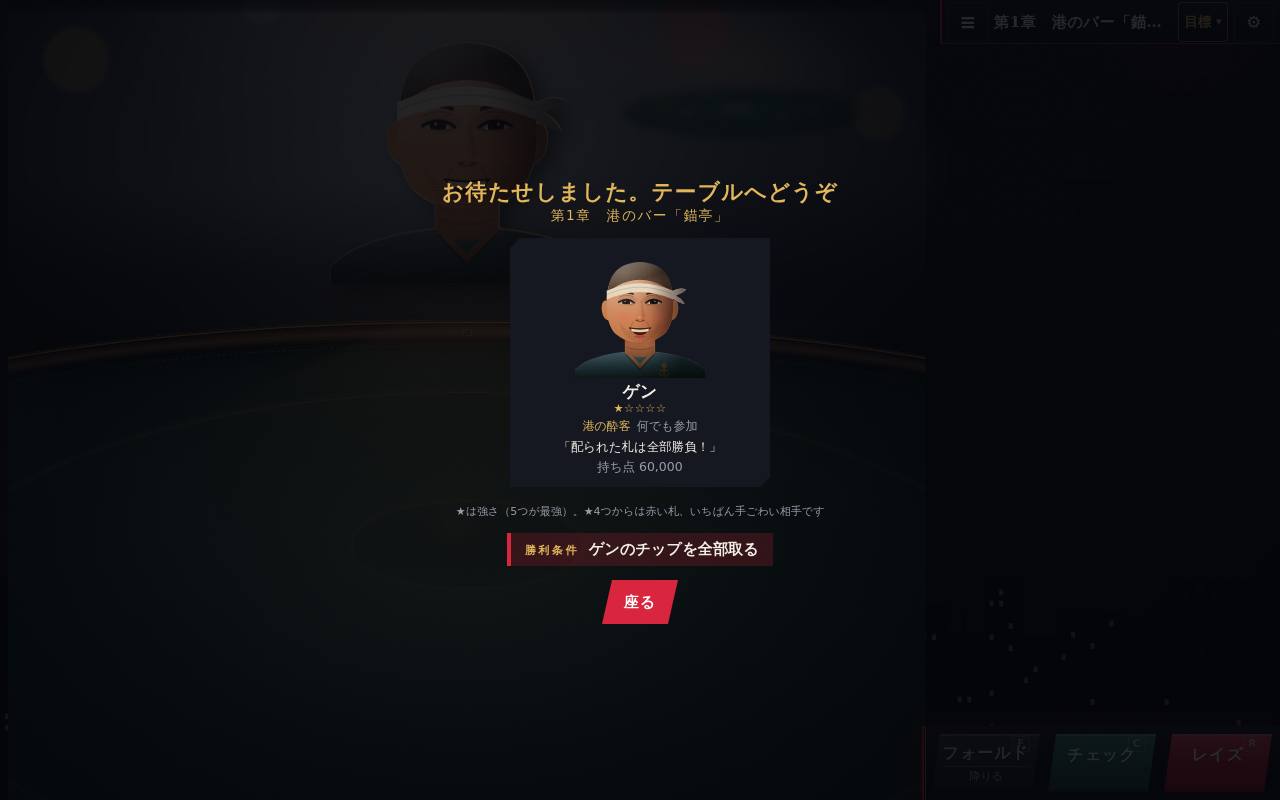 第1章　港のバー「錨…
目標 ▾
お待たせしました。テーブルへどうぞ
第1章　港のバー「錨亭」
ゲン
★☆☆☆☆
港の酔客 何でも参加
「配られた札は全部勝負！」
持ち点 60,000
★は強さ（5つが最強）。★4つからは赤い札、いちばん手ごわい相手です
勝利条件 ゲンのチップを全部取る
座る
フォールド F
降りる
チェック C
レイズ R